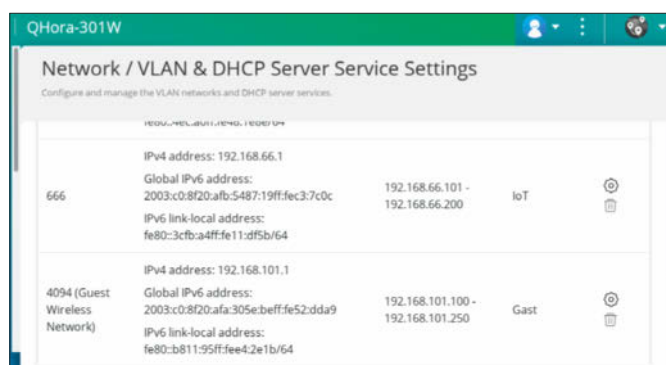 QHora-301W
Network / VLAN & DHCP Server Service Settings
Configure and manage the VLAN networks and DHCP server services.
IPv4 address: 192.168.66.1
Global IPv6 address:
666
2003:c0:8f20:afb:5487:19ff:fec3:7c0c
192.168.66.101 -
192.168.66.200
IoT
IPv6 link-local address:
fe80::3cfb:a4ff:fe11:df5b/64
IPv4 address: 192.168.101.1
4094 (Guest
Wireless
Network)
Global IPv6 address:
2003:c0:8f20:afa:305e:beff:fe52:dda9
192.168.101.100 -
192.168.101.250
Gast
IPv6 link-local address:
fe80::b811:95ff:fee4:2e1b/64